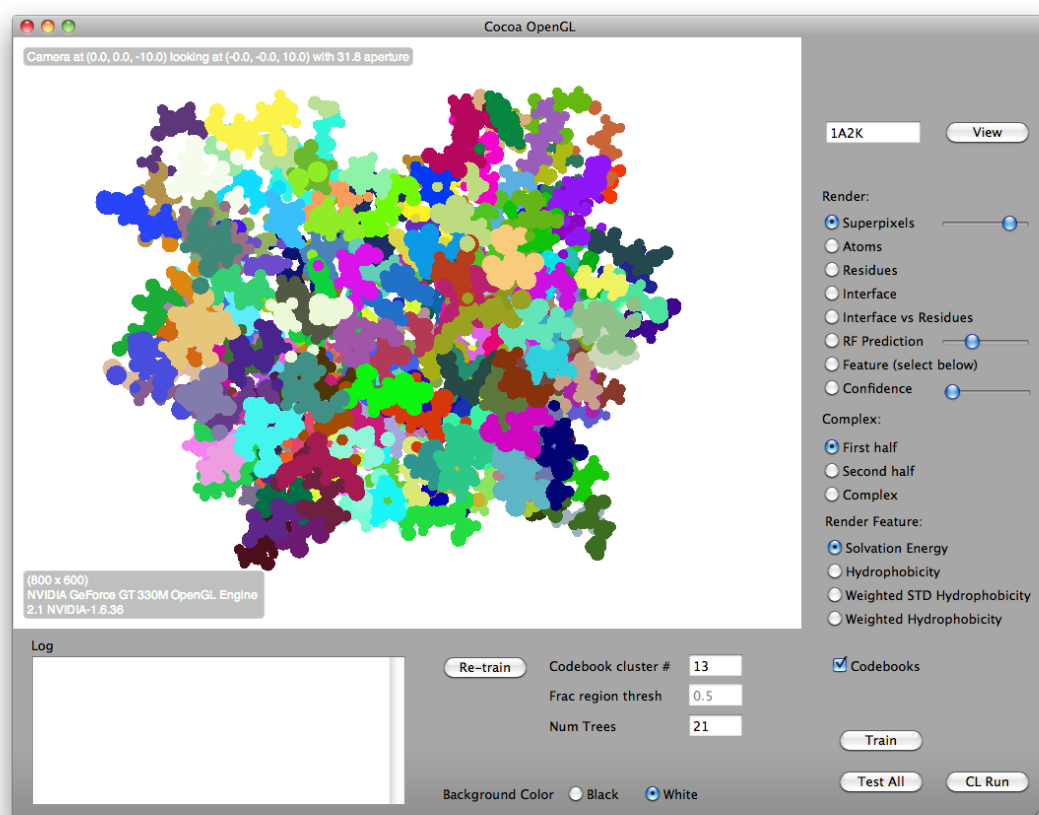 Cocoa OpenGL
Camera at (0.0, 0.0, -10.0) looking at (-0.0, -0.0, 10.0) with 31.8 aperture
1A2K
View
Render:
Superpixels
Atoms
Residues
Interface
Interface vs Residues
RF Prediction
Feature (select below)
Confidence
Complex:
First half
Second half
Complex
Render Feature:
Solvation Energy
Hydrophobicity
Weighted STD Hydrophobicity
Weighted Hydrophobicity
(800 x 600)
NVIDIA GeForce GT 330M OpenGL Engine
2.1 NVIDIA-1.6.36
Log
Re-train
Codebook cluster # 13
Frac region thresh 0.5
Num Trees 21
Codebooks
Train
Test All
CL Run
Background Color Black White